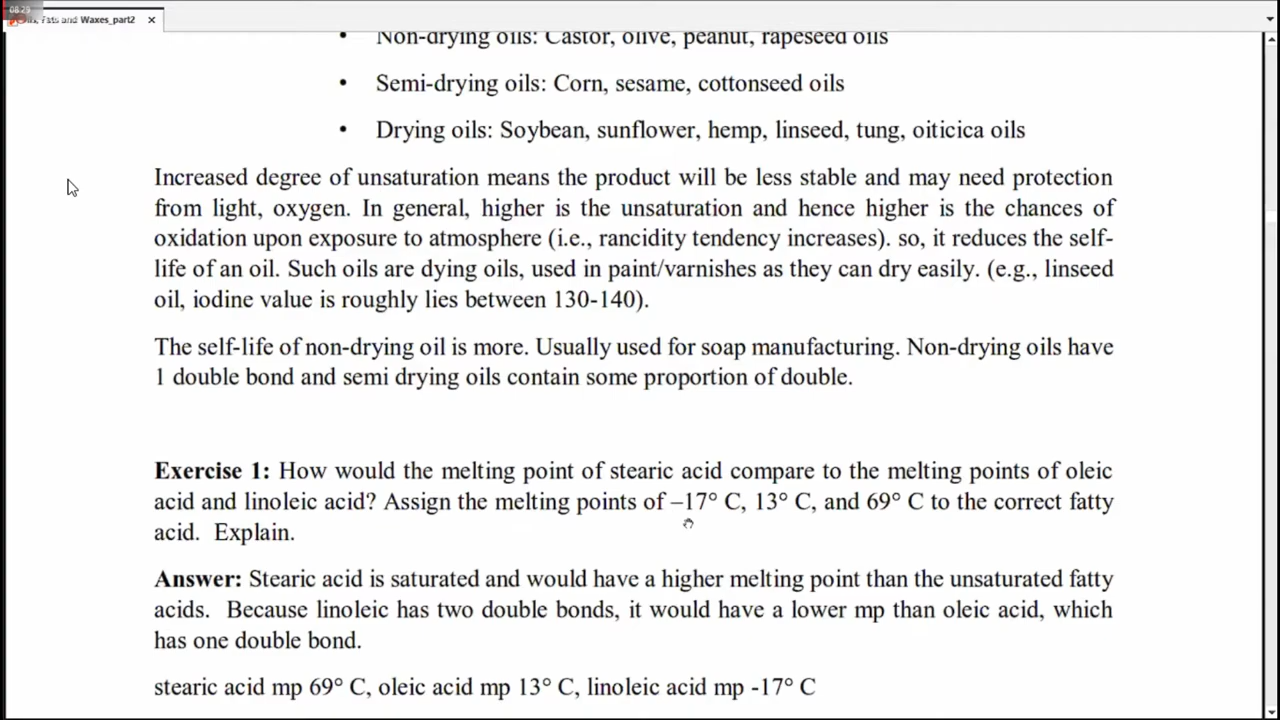 08:29
Fats and Waxes_part2
• Non-drying oils: Castor, olive, peanut, rapeseed oils
• Semi-drying oils: Corn, sesame, cottonseed oils
• Drying oils: Soybean, sunflower, hemp, linseed, tung, oiticica oils
Increased degree of unsaturation means the product will be less stable and may need protection
from light, oxygen. In general, higher is the unsaturation and hence higher is the chances of
oxidation upon exposure to atmosphere (i.e., rancidity tendency increases). so, it reduces the self-
life of an oil. Such oils are dying oils, used in paint/varnishes as they can dry easily. (e.g., linseed
oil, iodine value is roughly lies between 130-140).
The self-life of non-drying oil is more. Usually used for soap manufacturing. Non-drying oils have
1 double bond and semi drying oils contain some proportion of double.
Exercise 1: How would the melting point of stearic acid compare to the melting points of oleic
acid and linoleic acid? Assign the melting points of –17° C, 13° C, and 69° C to the correct fatty
acid. Explain.
Answer: Stearic acid is saturated and would have a higher melting point than the unsaturated fatty
acids. Because linoleic has two double bonds, it would have a lower mp than oleic acid, which
has one double bond.
stearic acid mp 69° C, oleic acid mp 13° C, linoleic acid mp -17° C